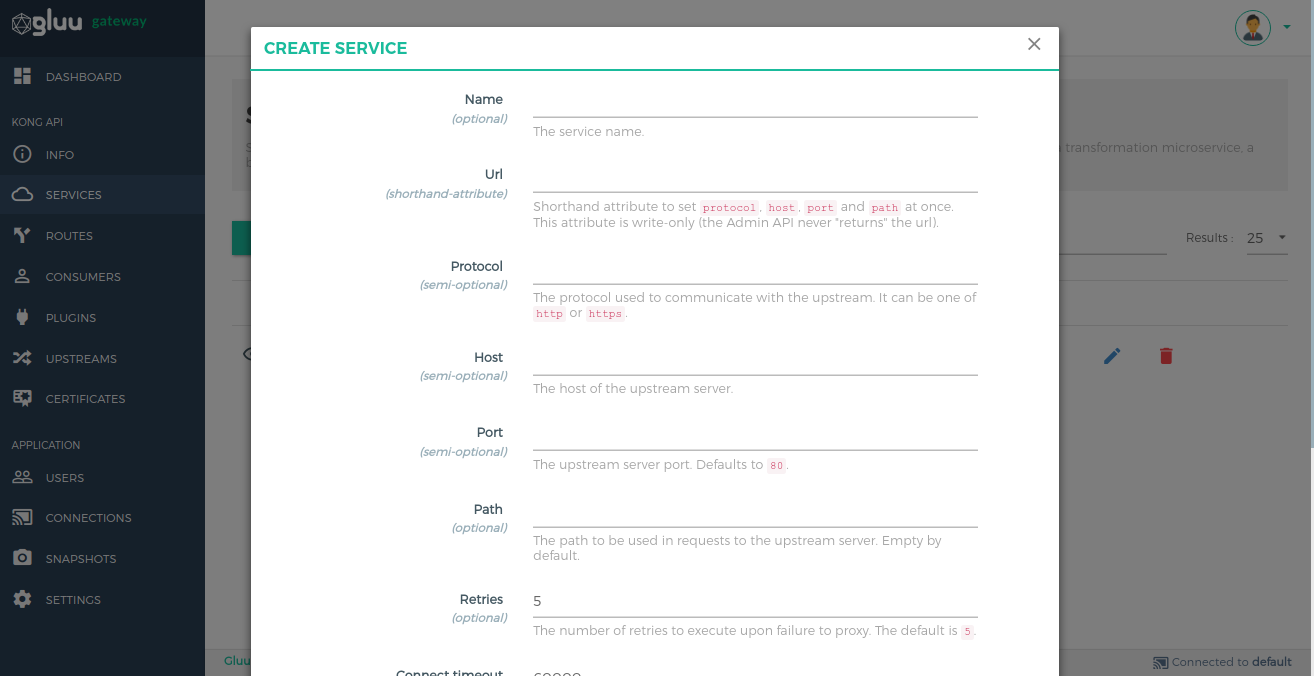 gluu gateway
DASHBOARD
KONG API
INFO
SERVICES
ROUTES
CONSUMERS
PLUGINS
UPSTREAMS
CERTIFICATES
APPLICATION
USERS
CONNECTIONS
SNAPSHOTS
SETTINGS
transformation microservice, a
Results :
25
CREATE SERVICE
Name
(optional)
The service name.
Url
(shorthand-attribute)
Shorthand attribute to set protocol, host, port and path at once.
This attribute is write-only (the Admin API never "returns" the url).
Protocol
(semi-optional)
The protocol used to communicate with the upstream. It can be one of
http or https.
Host
(semi-optional)
The host of the upstream server.
Port
(semi-optional)
The upstream server port. Defaults to 80.
Path
(optional)
The path to be used in requests to the upstream server. Empty by
default.
Retries
(optional)
5
The number of retries to execute upon failure to proxy. The default is 5.
Connect timeout
60000
Gluu
Connected to default